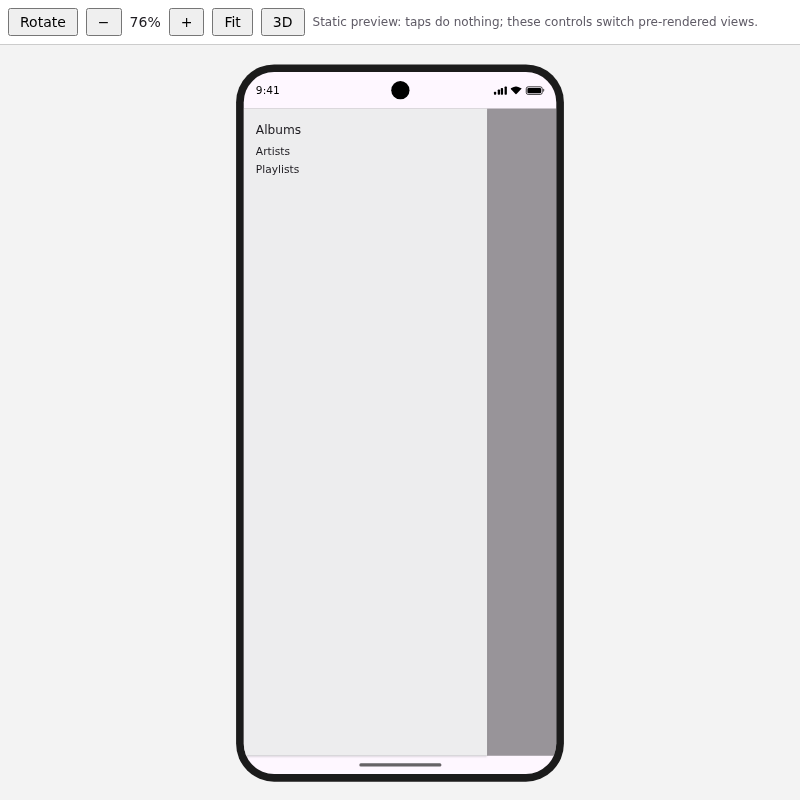 Rotate − 76% + Fit 3D Static preview: taps do nothing; these controls switch pre-rendered views.
9:41
Albums
Artists
Playlists